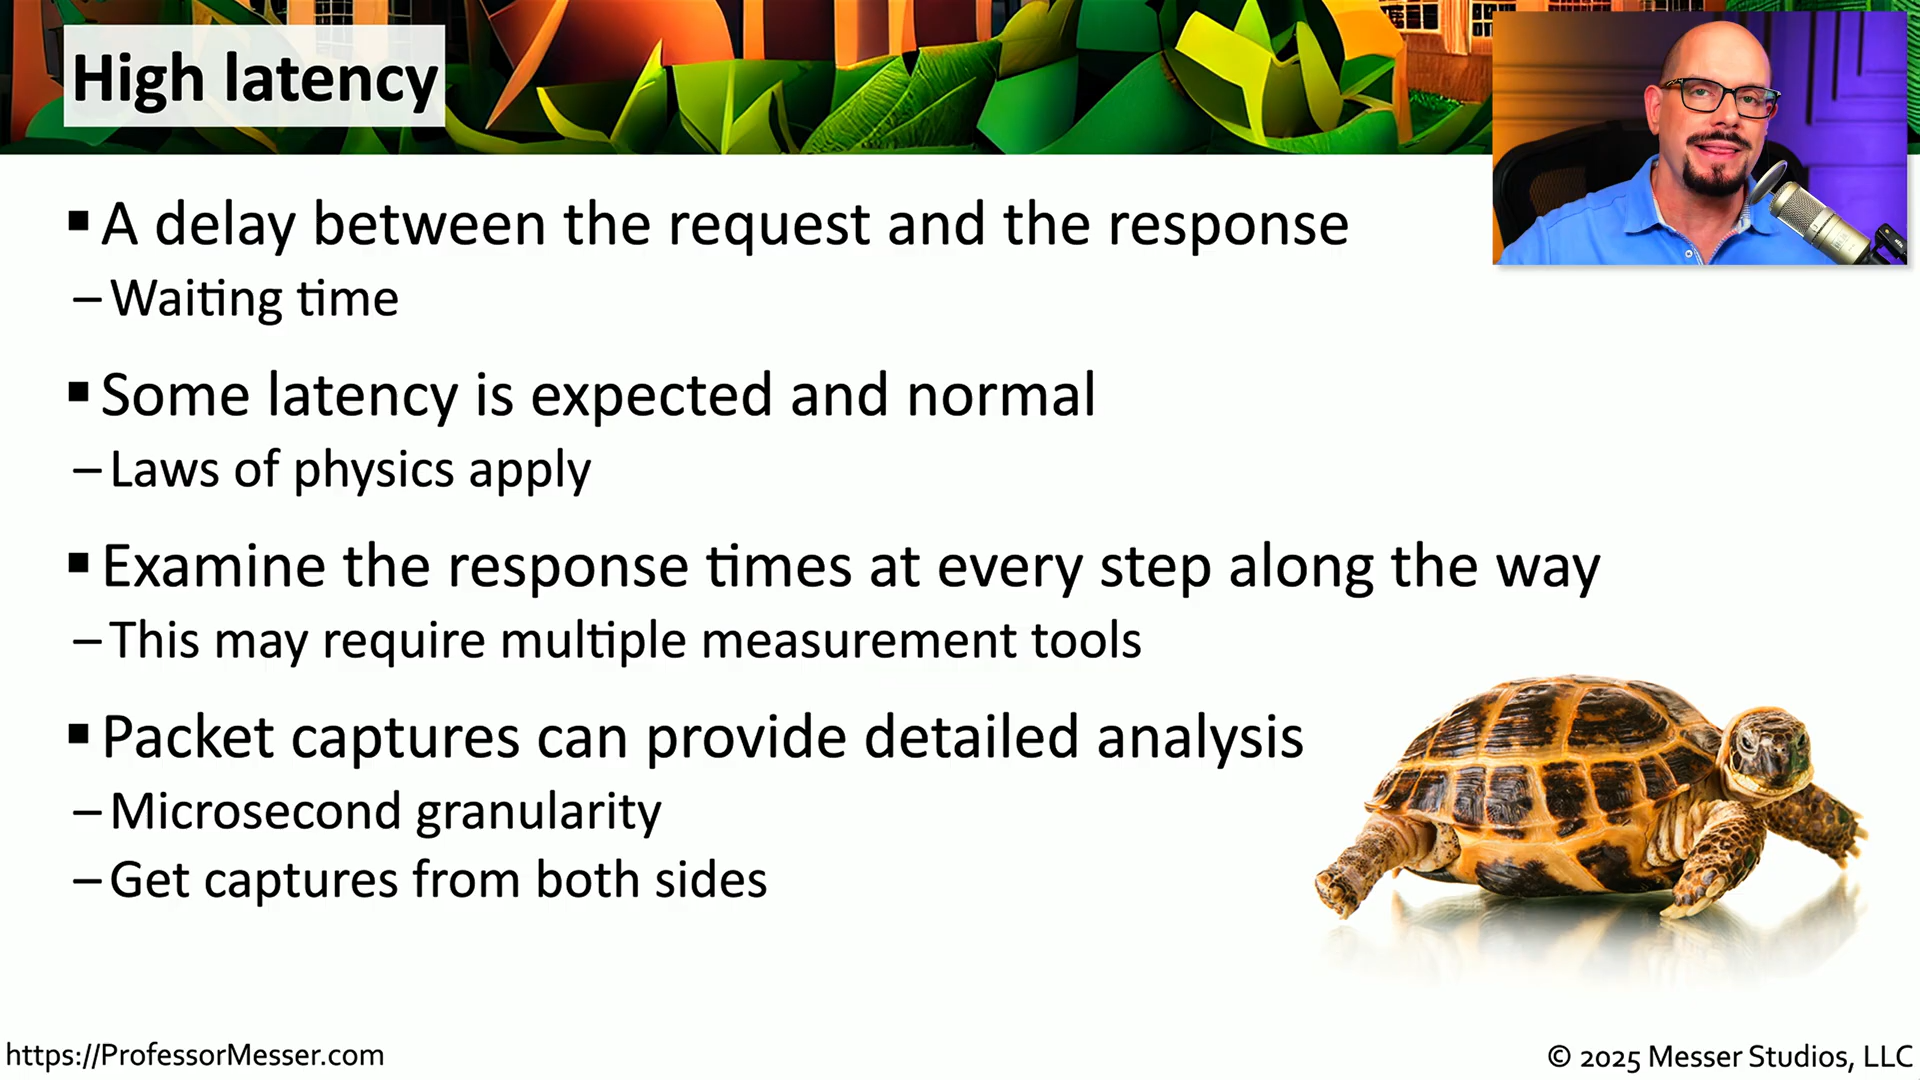 High latency
▪ A delay between the request and the response
– Waiting time
▪ Some latency is expected and normal
– Laws of physics apply
▪ Examine the response times at every step along the way
– This may require multiple measurement tools
▪ Packet captures can provide detailed analysis
– Microsecond granularity
– Get captures from both sides
https://ProfessorMesser.com
© 2025 Messer Studios, LLC